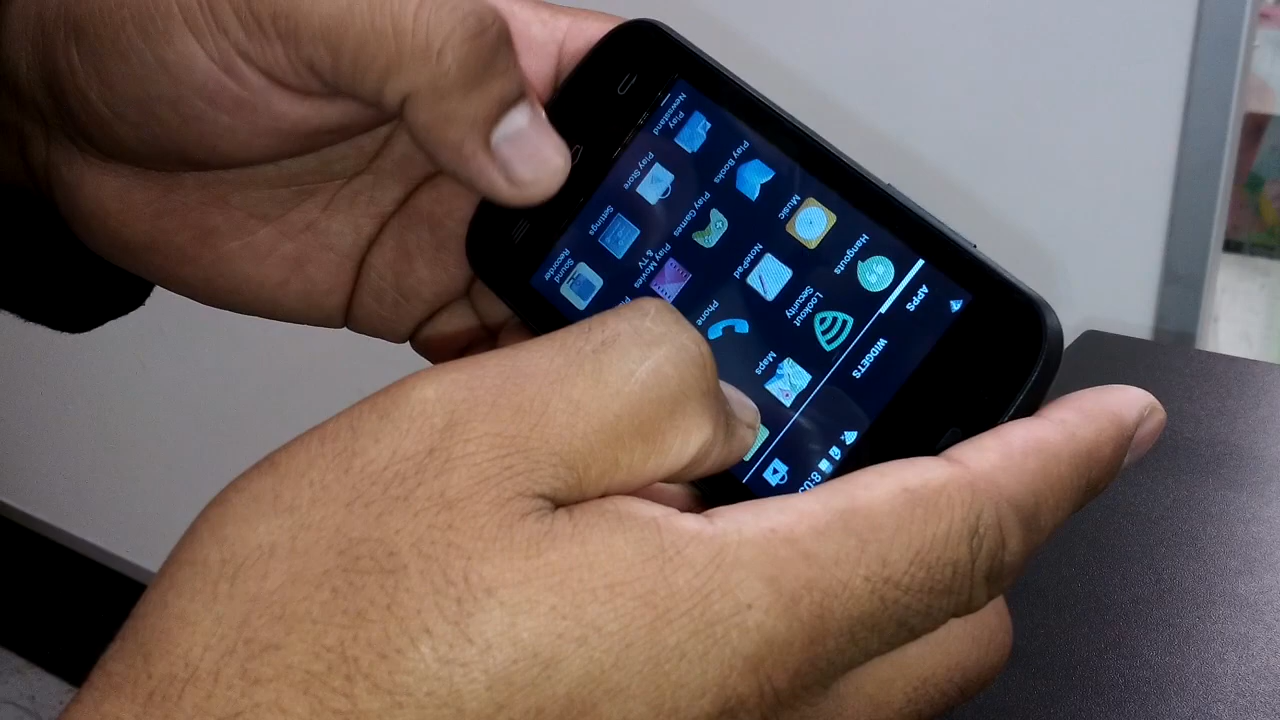 8:05
APPS
WIDGETS
Hangouts
Lookout
Security
Maps
Music
NotePad
Phone
Play Books
Play Games
Play Movies
& TV
Play
Newsstand
Play Store
Settings
Sound
Recorder